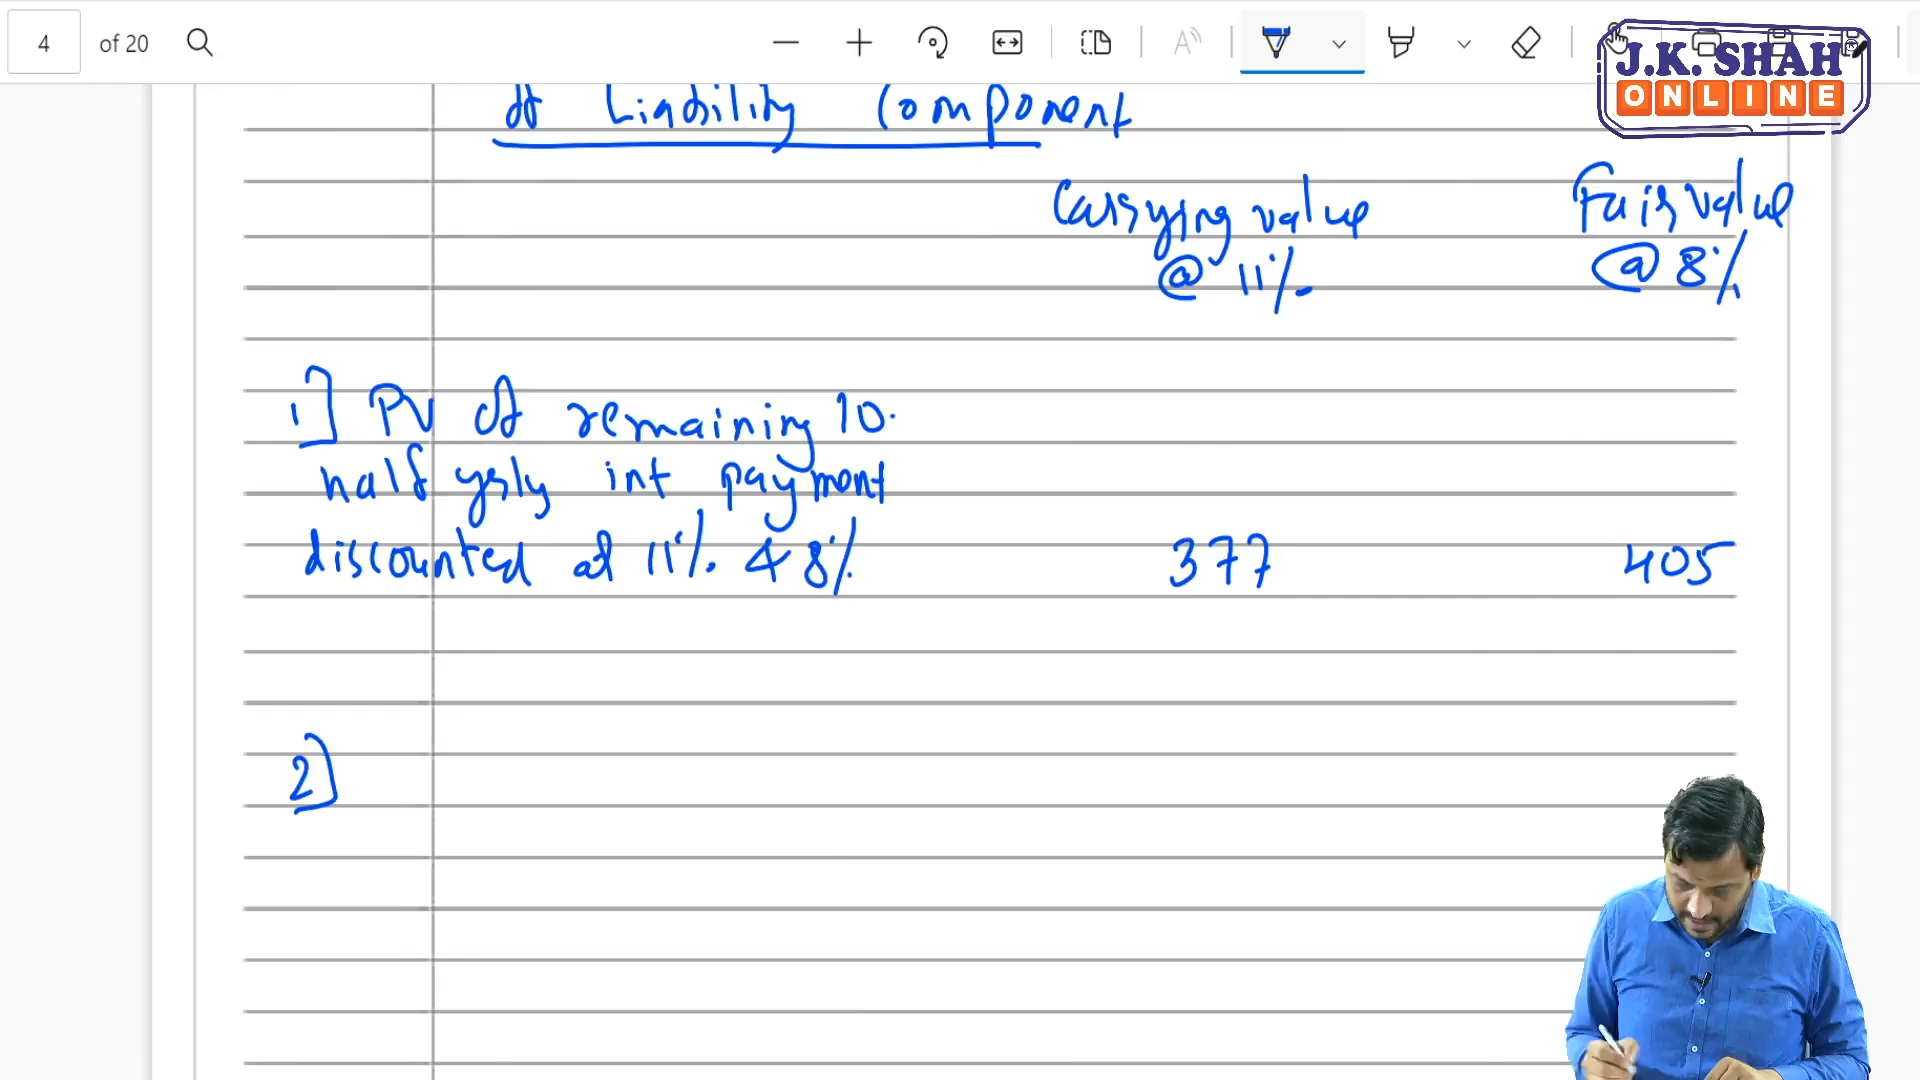 4 of 20
J.K. SHAH
ONLINE
of Liability Component
Carrying value
@ 11%
Fair value
@ 8%
1] PV of remaining 10
half yrly int payment
discounted at 11% & 8% 377 405
2]